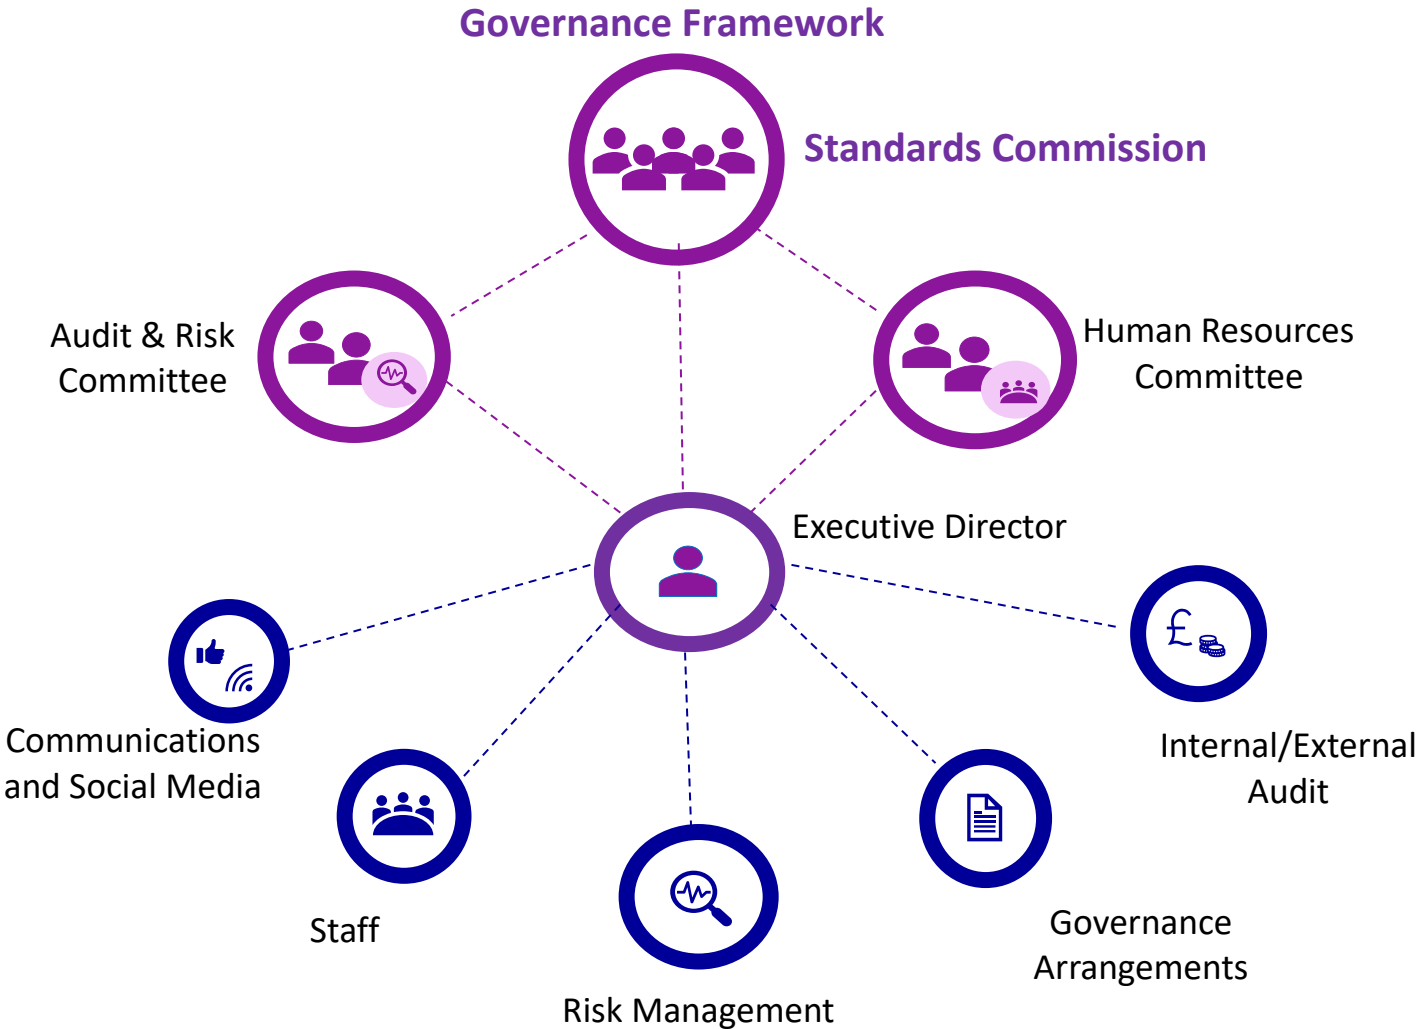 Governance Framework
Standards Commission
Audit & Risk
Committee
Human Resources
Committee
Executive Director
Communications
and Social Media
£
Internal/External
Audit
Staff
Governance
Arrangements
Risk Management